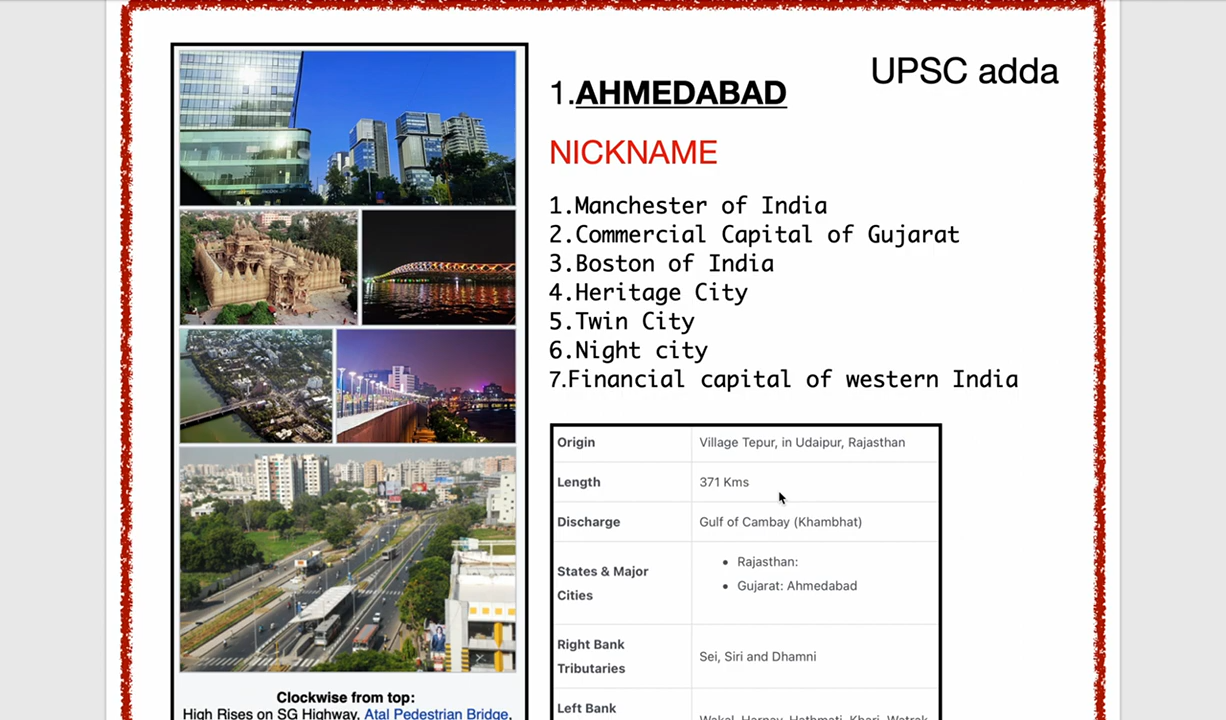 UPSC adda
1.AHMEDABAD
NICKNAME
1.Manchester of India
2.Commercial Capital of Gujarat
3.Boston of India
4.Heritage City
5.Twin City
6.Night city
7.Financial capital of western India
Origin Village Tepur, in Udaipur, Rajasthan
Length 371 Kms
Discharge Gulf of Cambay (Khambhat)
States & Major
Cities
• Rajasthan:
• Gujarat: Ahmedabad
Right Bank
Tributaries
Sei, Siri and Dhamni
Left Bank
Wakal, Harnav, Hathmati, Khari, Watrak
Clockwise from top:
High Rises on SG Highway, Atal Pedestrian Bridge,